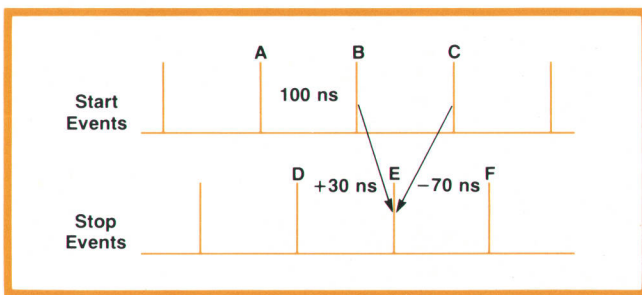 A B C
100 ns
Start
Events
D E F
+30 ns −70 ns
Stop
Events